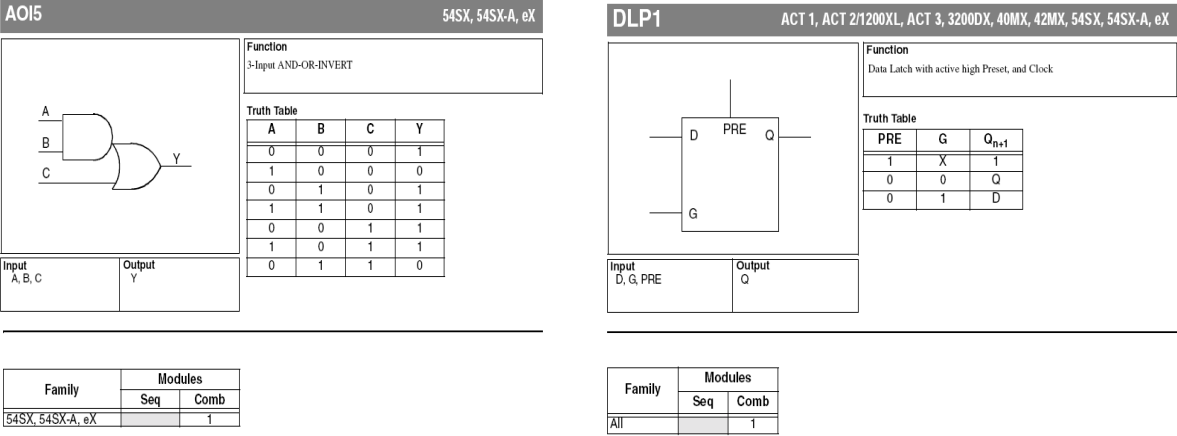 AOI5 54SX, 54SX-A, eX
Function
3-Input AND-OR-INVERT
A
B
C
Y
Truth Table
A B C Y
0 0 0 1
1 0 0 0
0 1 0 1
1 1 0 1
0 0 1 1
1 0 1 1
0 1 1 0
Input Output
A, B, C Y
Family Modules
Seq Comb
54SX, 54SX-A, eX 1
DLP1 ACT 1, ACT 2/1200XL, ACT 3, 3200DX, 40MX, 42MX, 54SX, 54SX-A, eX
Function
Data Latch with active high Preset, and Clock
D PRE Q
G
Truth Table
PRE G Qn+1
1 X 1
0 0 Q
0 1 D
Input Output
D, G, PRE Q
Family Modules
Seq Comb
All 1